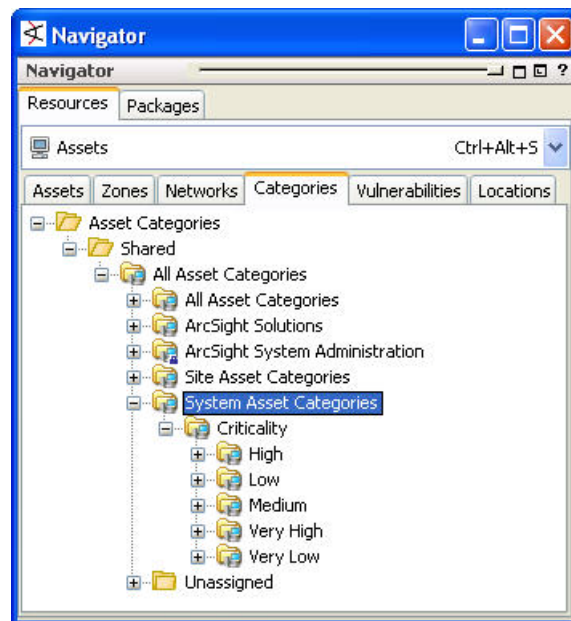 Navigator
Navigator ?
Resources Packages
Assets Ctrl+Alt+S
Assets Zones Networks Categories Vulnerabilities Locations
Asset Categories
Shared
All Asset Categories
All Asset Categories
ArcSight Solutions
ArcSight System Administration
Site Asset Categories
System Asset Categories
Criticality
High
Low
Medium
Very High
Very Low
Unassigned